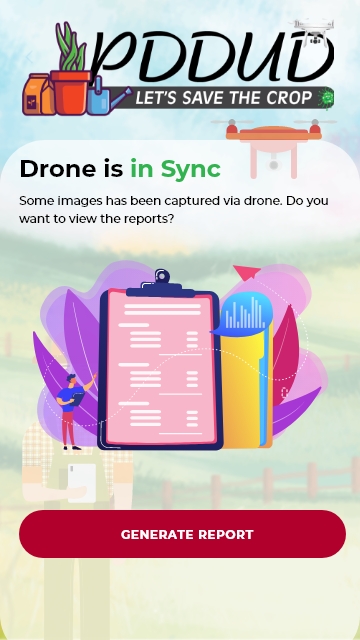 PDDUD
LET'S SAVE THE CROP
Drone is in Sync
Some images has been captured via drone. Do you
want to view the reports?
GENERATE REPORT